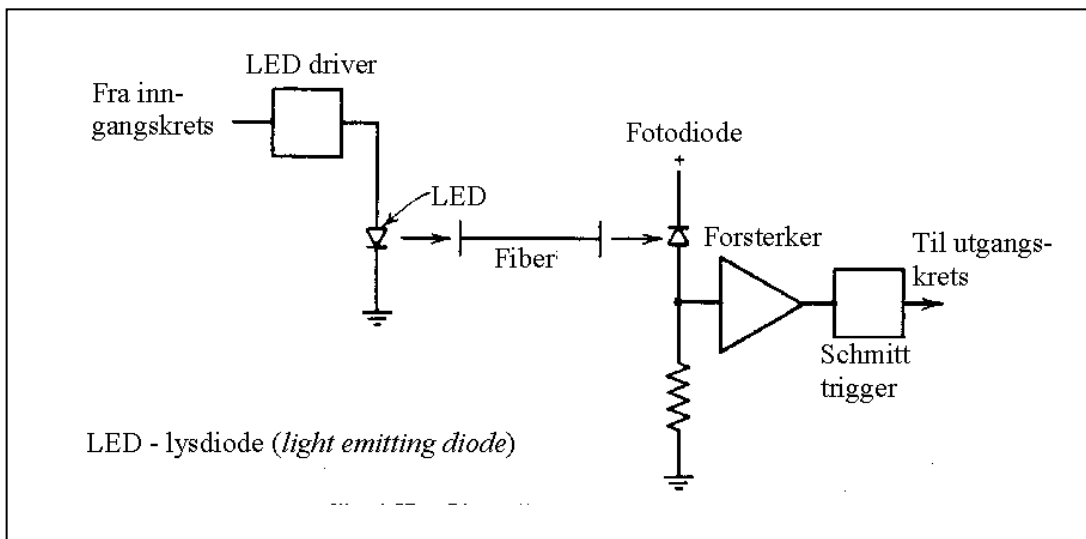 LED driver
Fra inn-
gangskrets
LED
Fiber
Fotodiode
+
Forsterker
Til utgangs-
krets
Schmitt
trigger
LED - lysdiode (light emitting diode)